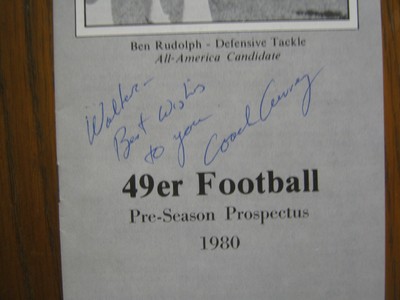 Ben Rudolph - Defensive Tackle
All-America Candidate
Walter-
Best Wishes
to you
Coach
49er Football
Pre-Season Prospectus
1980